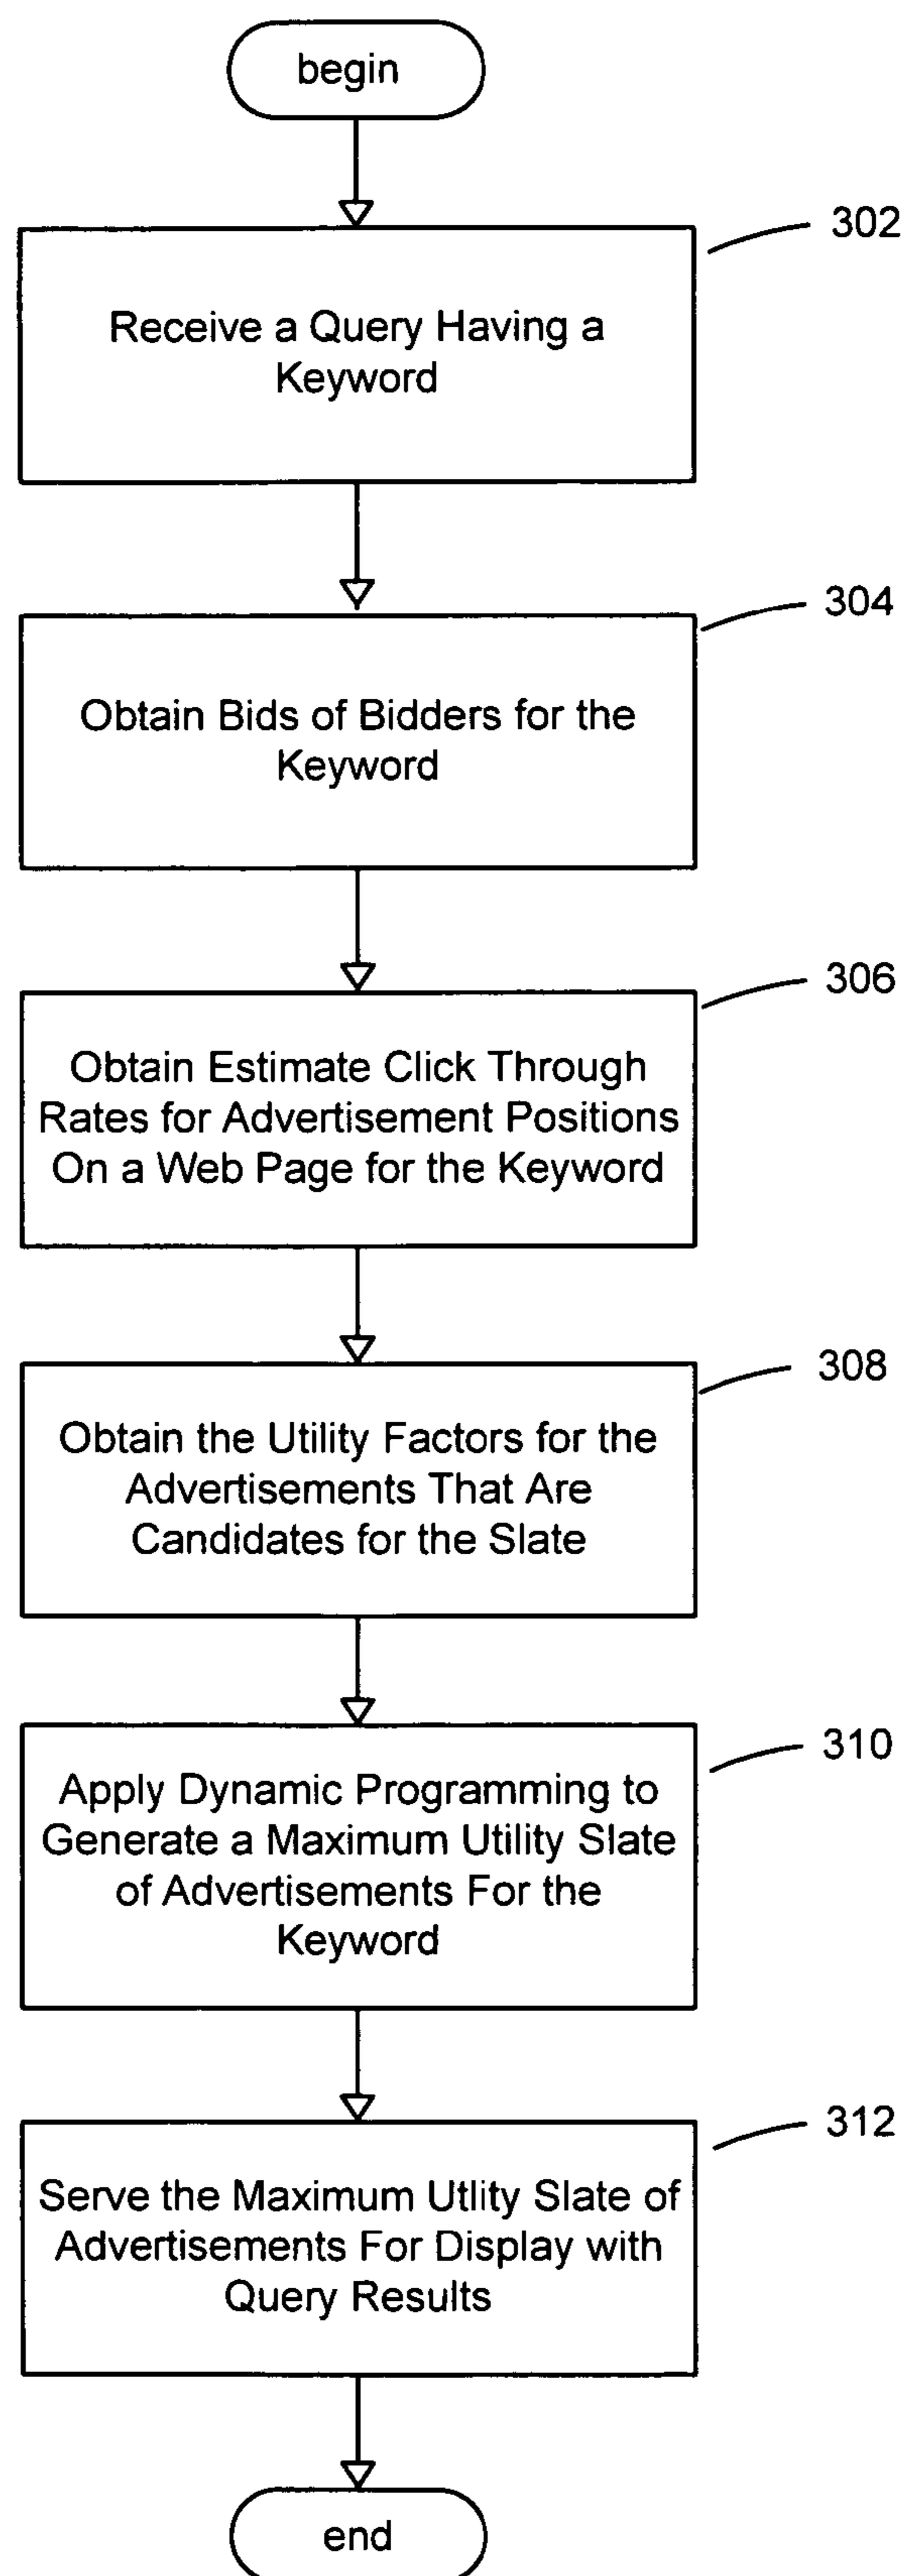 begin
302
Receive a Query Having a
Keyword
304
Obtain Bids of Bidders for the
Keyword
306
Obtain Estimate Click Through
Rates for Advertisement Positions
On a Web Page for the Keyword
308
Obtain the Utility Factors for the
Advertisements That Are
Candidates for the Slate
310
Apply Dynamic Programming to
Generate a Maximum Utility Slate
of Advertisements For the
Keyword
312
Serve the Maximum Utlity Slate of
Advertisements For Display with
Query Results
end